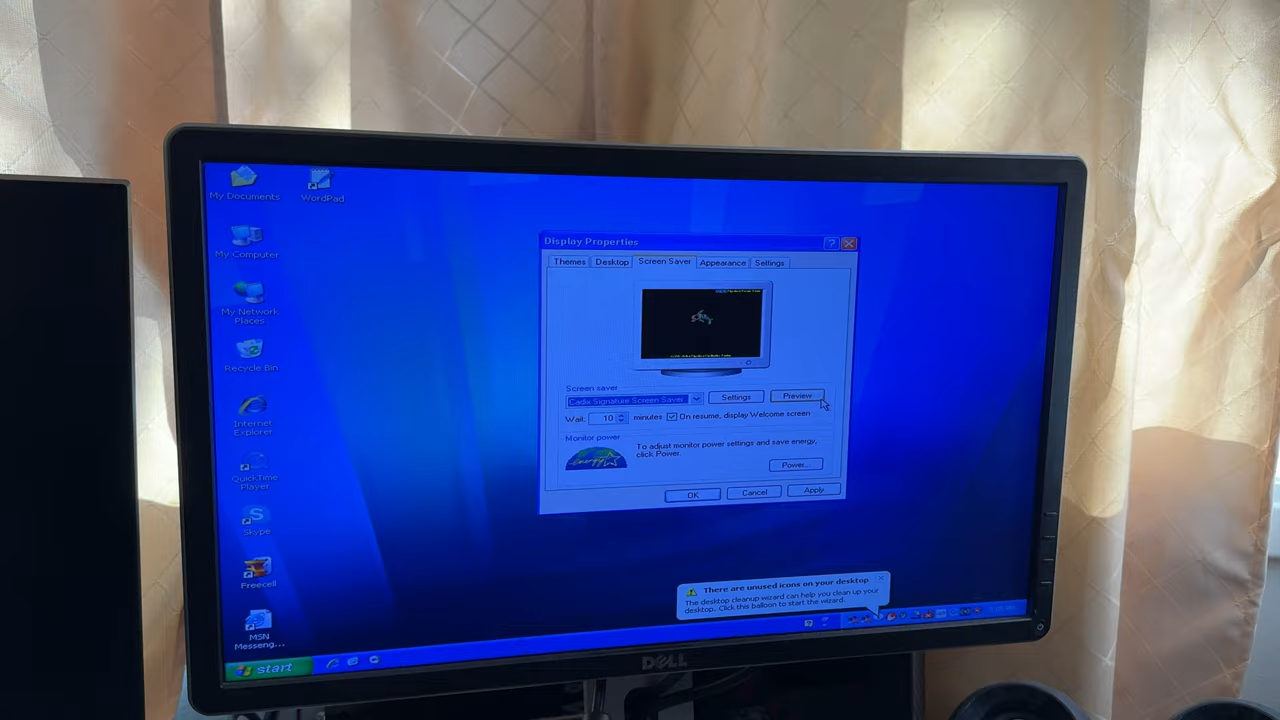 My Documents
WordPad
My Computer
My Network
Places
Recycle Bin
Internet
Explorer
QuickTime
Player
Skype
Freecell
MSN
Messeng...
Display Properties
Themes
Desktop
Screen Saver
Appearance
Settings
Screen saver
Cadix Signature Screen Saver
Settings
Preview
Wait:
10
minutes
On resume, display Welcome screen
Monitor power
To adjust monitor power settings and save energy,
click Power.
Power...
OK
Cancel
Apply
There are unused icons on your desktop
The desktop cleanup wizard can help you clean up your
desktop. Click this balloon to start the wizard.
start
DELL